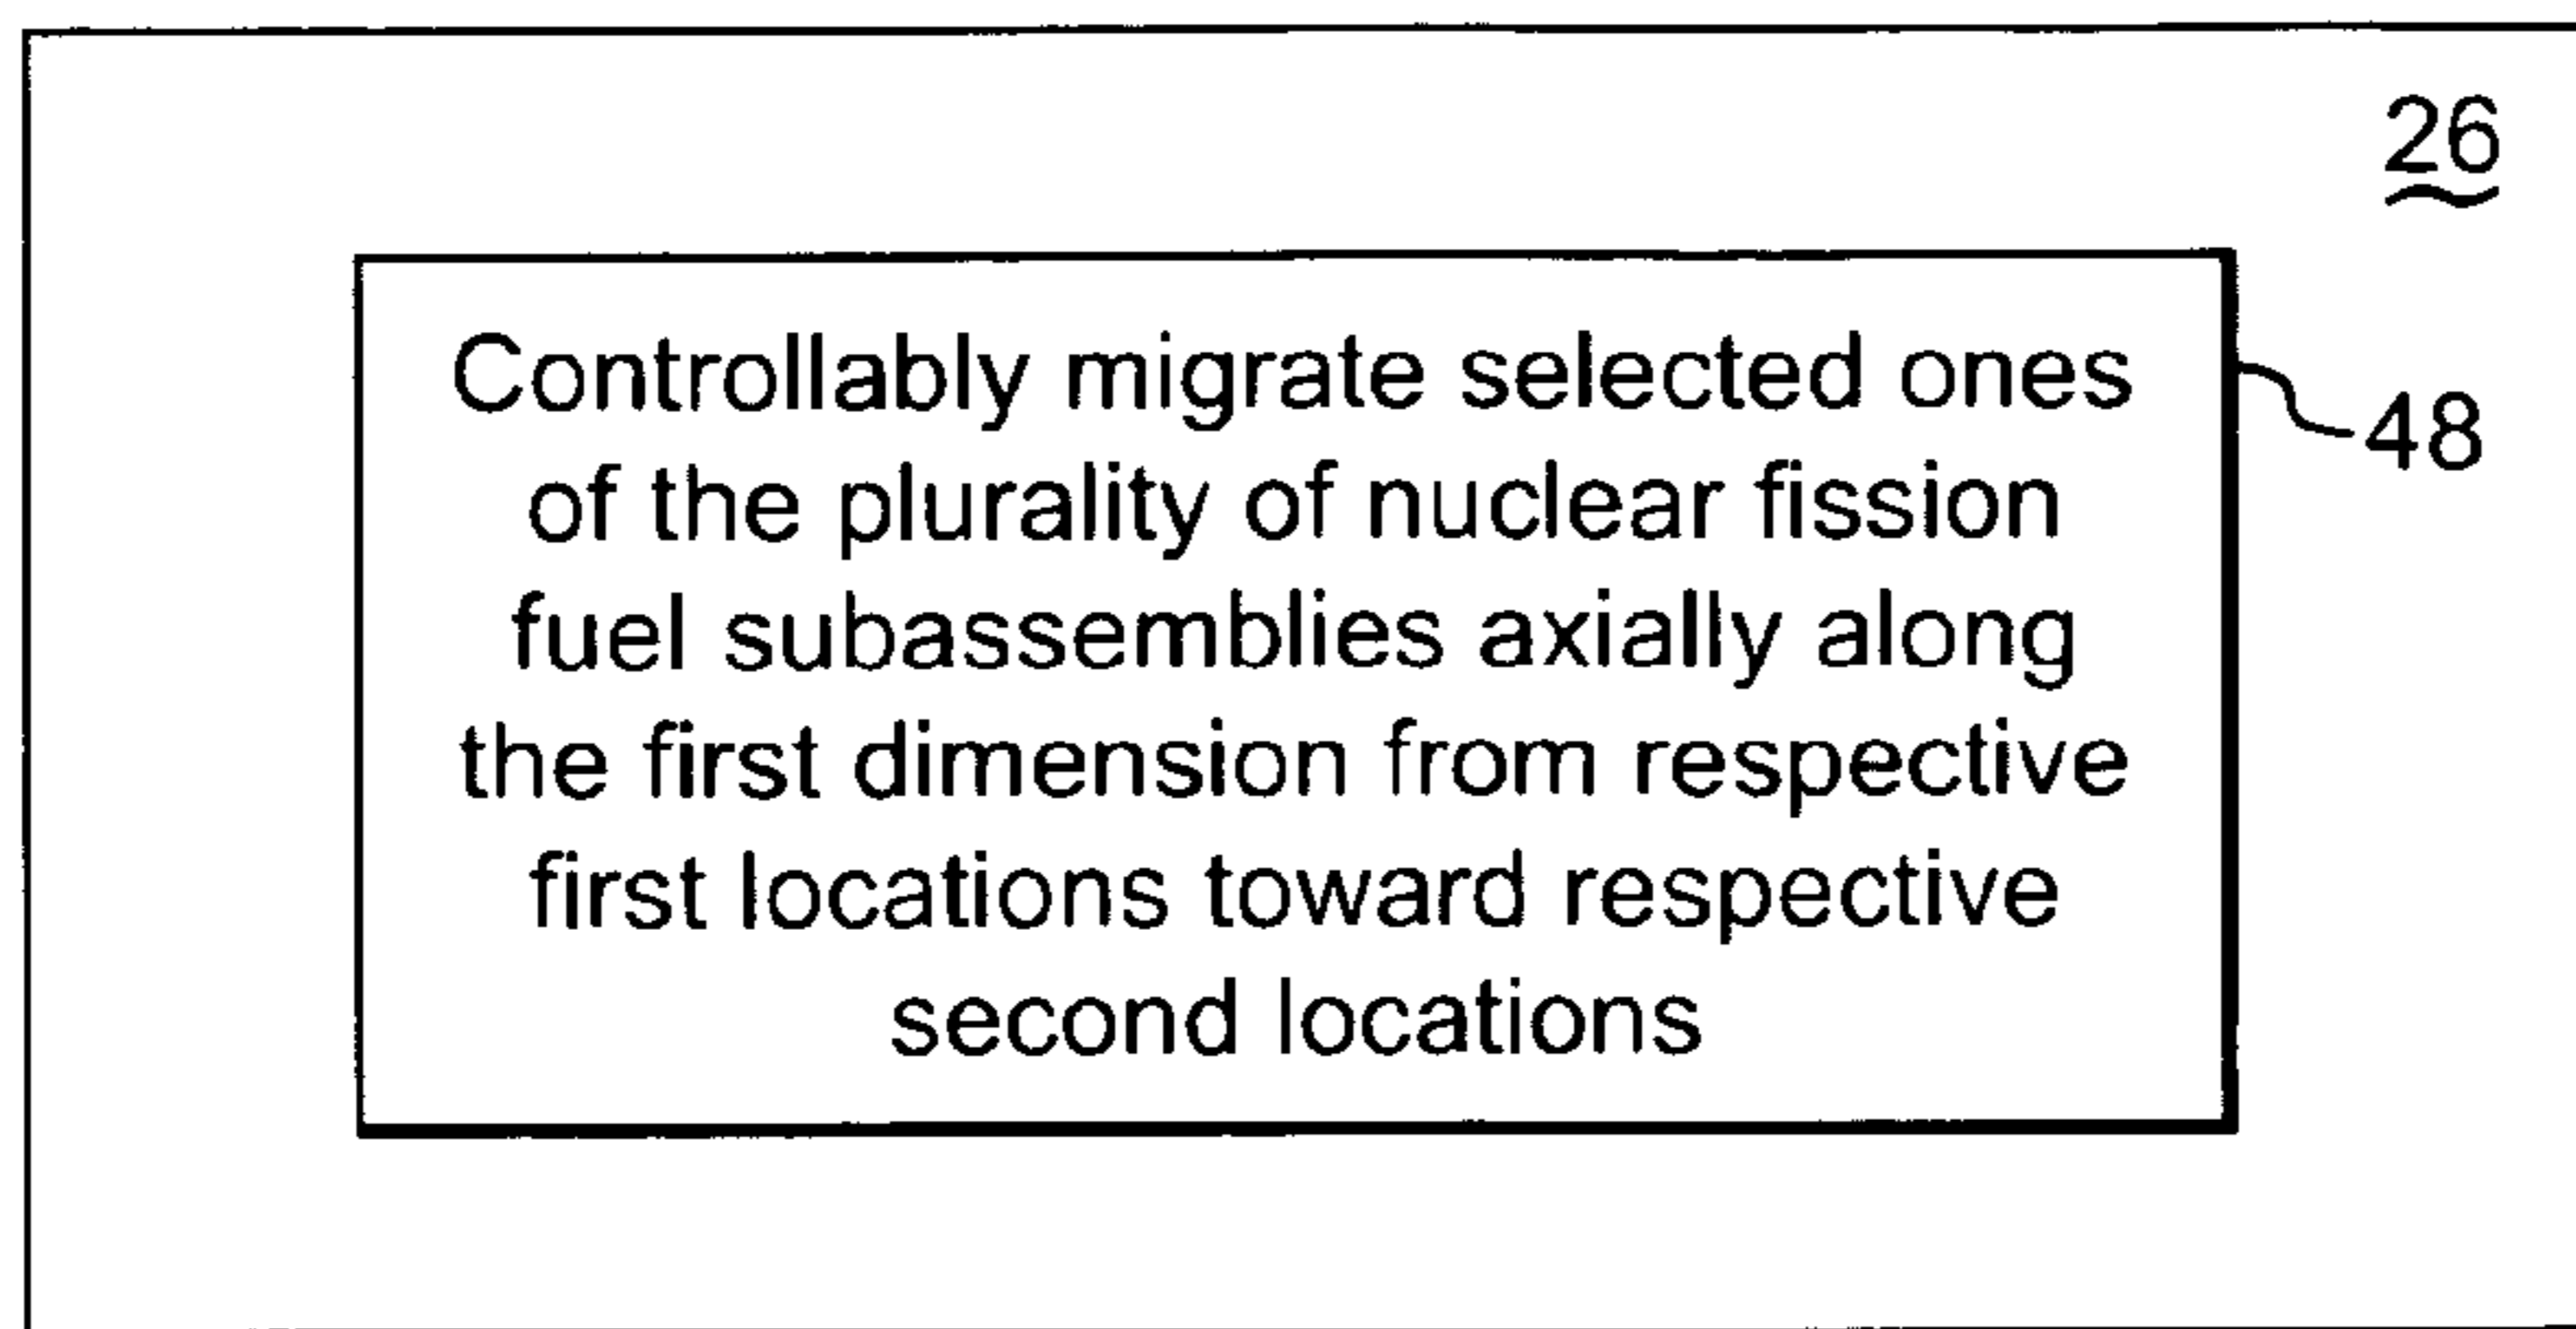 26
Controllably migrate selected ones
of the plurality of nuclear fission
fuel subassemblies axially along
the first dimension from respective
first locations toward respective
second locations
48